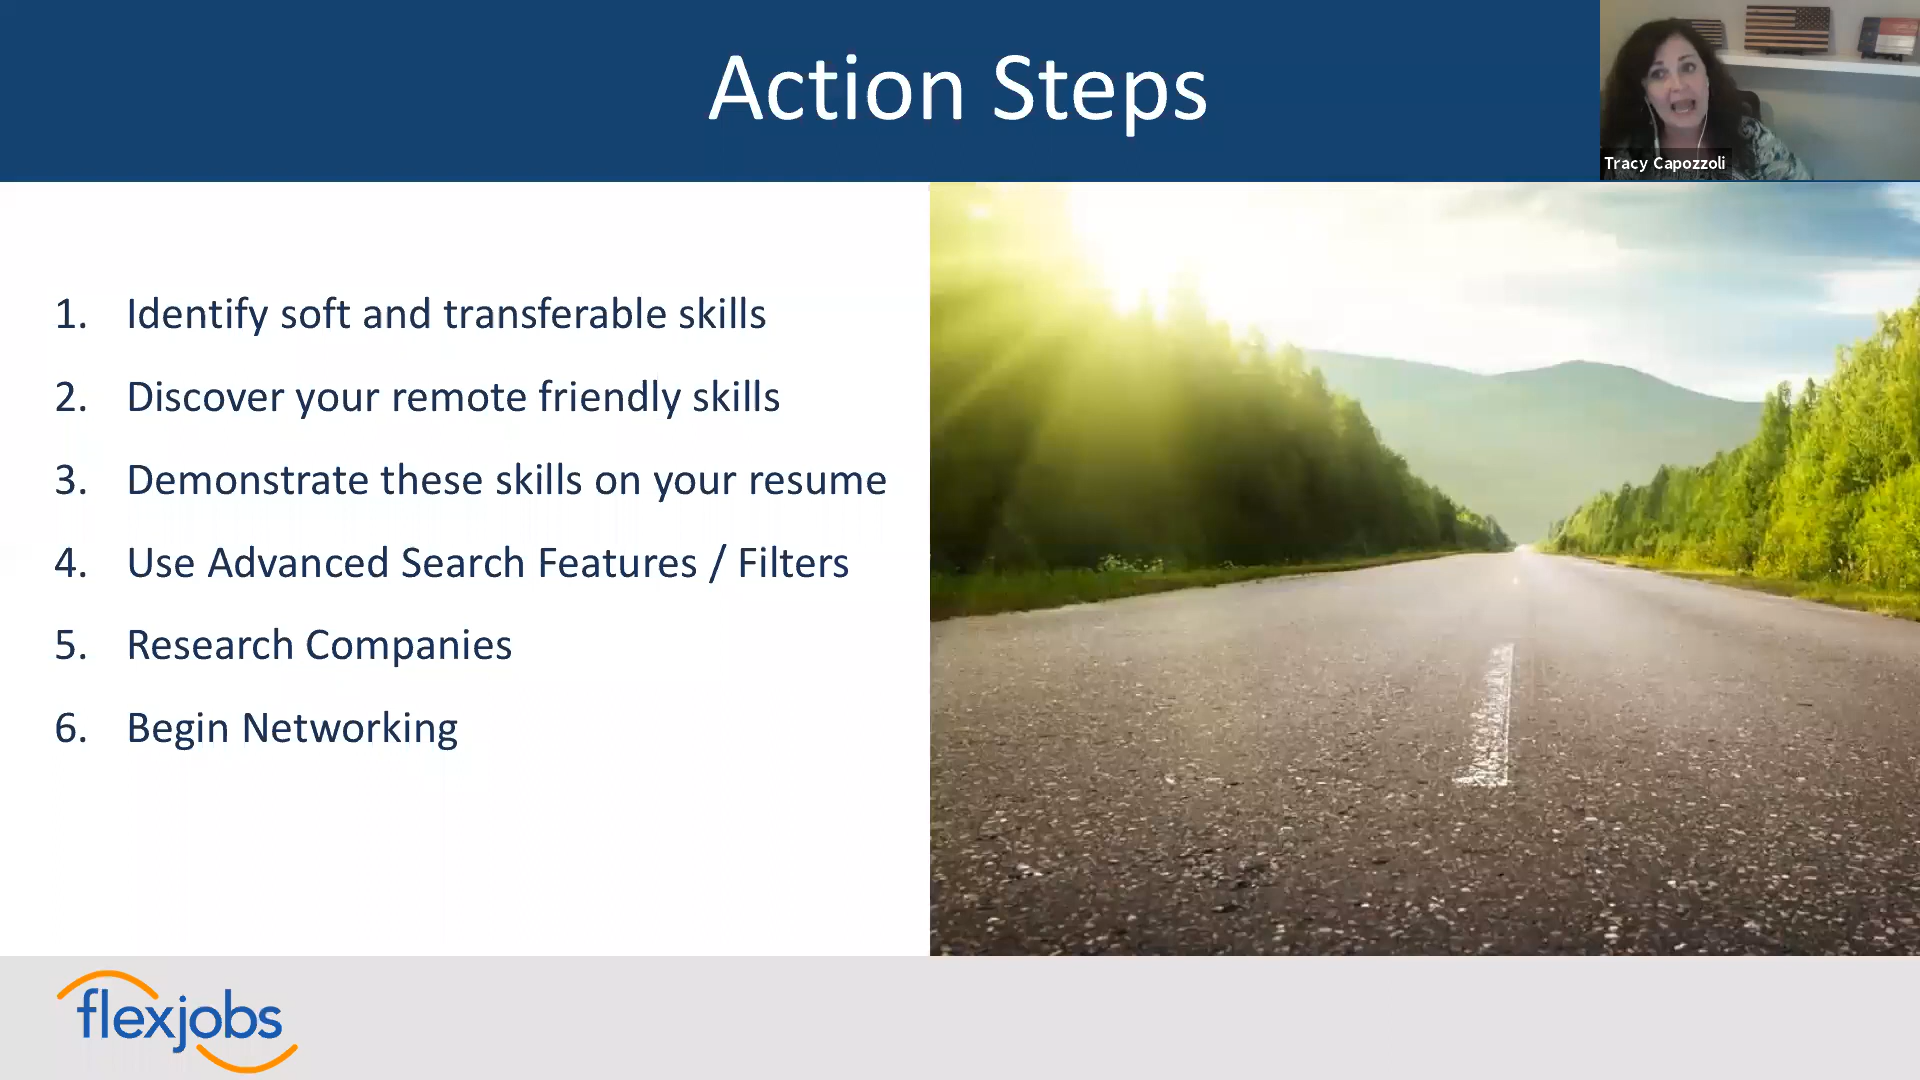 Action Steps
Tracy Capozzoli
1. Identify soft and transferable skills
2. Discover your remote friendly skills
3. Demonstrate these skills on your resume
4. Use Advanced Search Features / Filters
5. Research Companies
6. Begin Networking
flexjobs